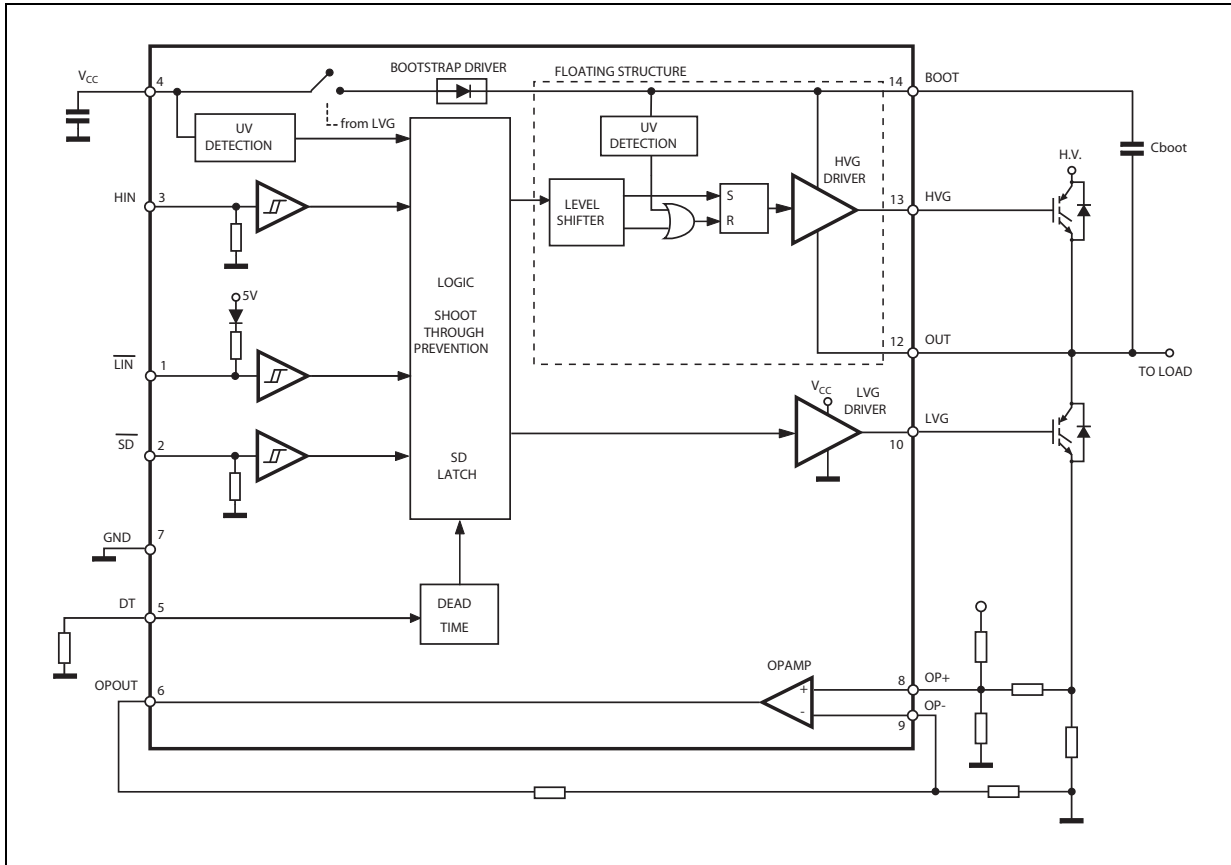 BOOTSTRAP DRIVER
FLOATING STRUCTURE
VCC
4
14
BOOT
from LVG
UV
DETECTION
UV
DETECTION
HVG
DRIVER
Cboot
H.V.
HIN
3
LEVEL
SHIFTER
S
R
13
HVG
LOGIC
SHOOT
THROUGH
PREVENTION
5V
12
OUT
TO LOAD
LIN
1
VCC
LVG
DRIVER
LVG
10
SD
2
SD
LATCH
GND
7
DT
5
DEAD
TIME
OPOUT
6
OPAMP
+
-
8
OP+
OP-
9